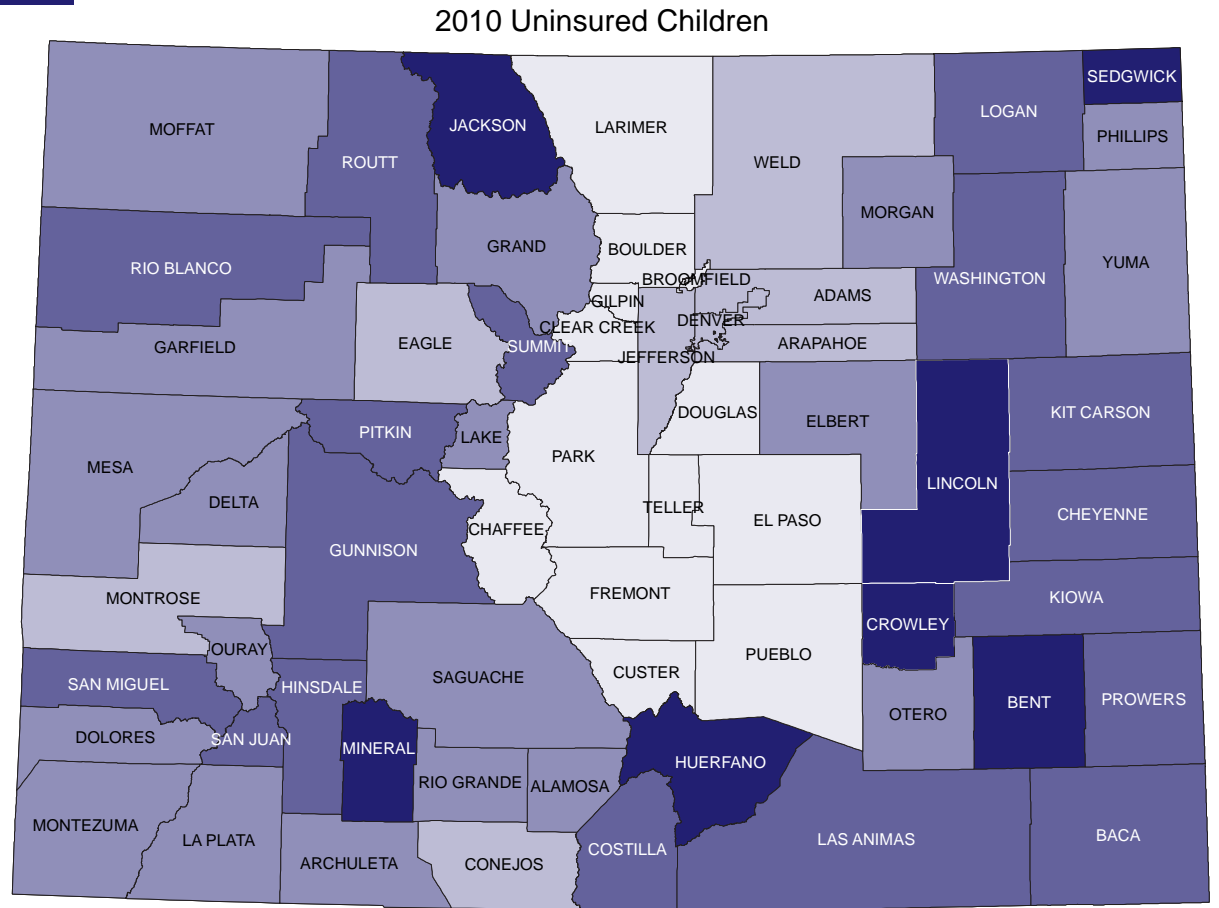 2010 Uninsured Children
SEDGWICK
MOFFAT
JACKSON
LARIMER
LOGAN
PHILLIPS
ROUTT
WELD
MORGAN
GRAND
BOULDER
RIO BLANCO
YUMA
BROOMFIELD
WASHINGTON
GILPIN
ADAMS
DENVER
CLEAR CREEK
GARFIELD
EAGLE
SUMMIT
JEFFERSON
ARAPAHOE
DOUGLAS
KIT CARSON
ELBERT
PITKIN
LAKE
PARK
MESA
LINCOLN
DELTA
TELLER
CHEYENNE
EL PASO
CHAFFEE
GUNNISON
FREMONT
MONTROSE
KIOWA
CROWLEY
OURAY
PUEBLO
CUSTER
SAGUACHE
SAN MIGUEL
HINSDALE
PROWERS
BENT
OTERO
DOLORES
SAN JUAN
MINERAL
HUERFANO
RIO GRANDE
ALAMOSA
MONTEZUMA
LA PLATA
BACA
LAS ANIMAS
COSTILLA
ARCHULETA
CONEJOS